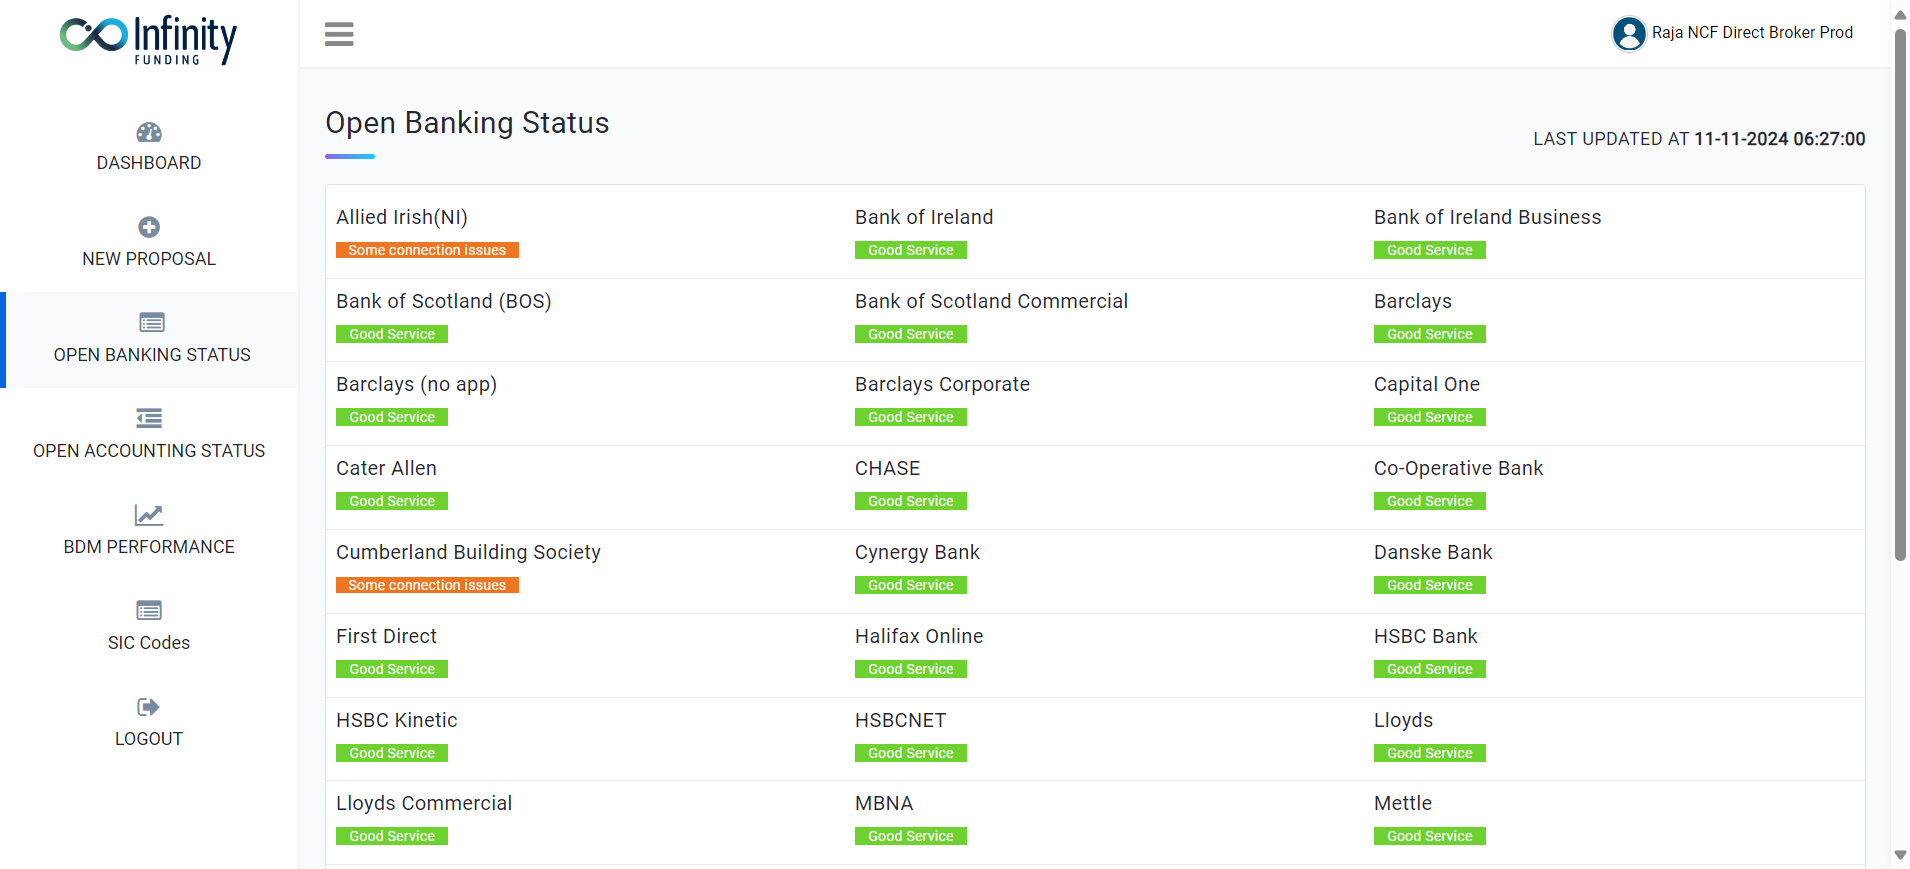 Infinity
FUNDING
Raja NCF Direct Broker Prod
DASHBOARD
NEW PROPOSAL
OPEN BANKING STATUS
OPEN ACCOUNTING STATUS
BDM PERFORMANCE
SIC Codes
LOGOUT
Open Banking Status
LAST UPDATED AT 11-11-2024 06:27:00
Allied Irish(NI)
Some connection issues
Bank of Ireland
Good Service
Bank of Ireland Business
Good Service
Bank of Scotland (BOS)
Good Service
Bank of Scotland Commercial
Good Service
Barclays
Good Service
Barclays (no app)
Good Service
Barclays Corporate
Good Service
Capital One
Good Service
Cater Allen
Good Service
CHASE
Good Service
Co-Operative Bank
Good Service
Cumberland Building Society
Some connection issues
Cynergy Bank
Good Service
Danske Bank
Good Service
First Direct
Good Service
Halifax Online
Good Service
HSBC Bank
Good Service
HSBC Kinetic
Good Service
HSBCNET
Good Service
Lloyds
Good Service
Lloyds Commercial
Good Service
MBNA
Good Service
Mettle
Good Service